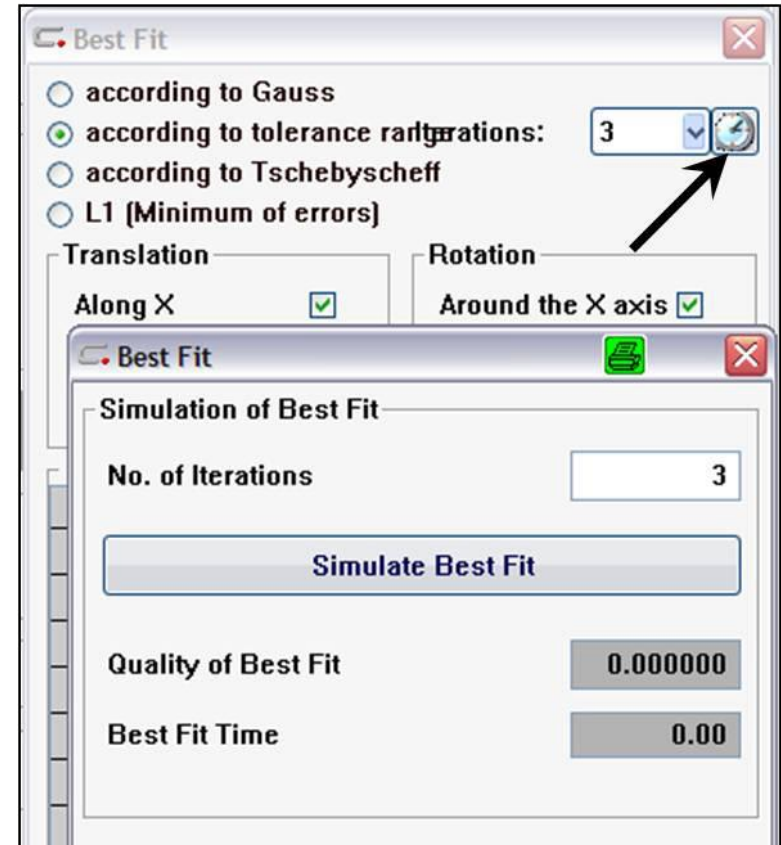 Best Fit
according to Gauss
according to tolerance range Iterations: 3
according to Tschebyscheff
L1 (Minimum of errors)
Translation Rotation
Along X Around the X axis
Best Fit
Simulation of Best Fit
No. of Iterations 3
Simulate Best Fit
Quality of Best Fit 0.000000
Best Fit Time 0.00